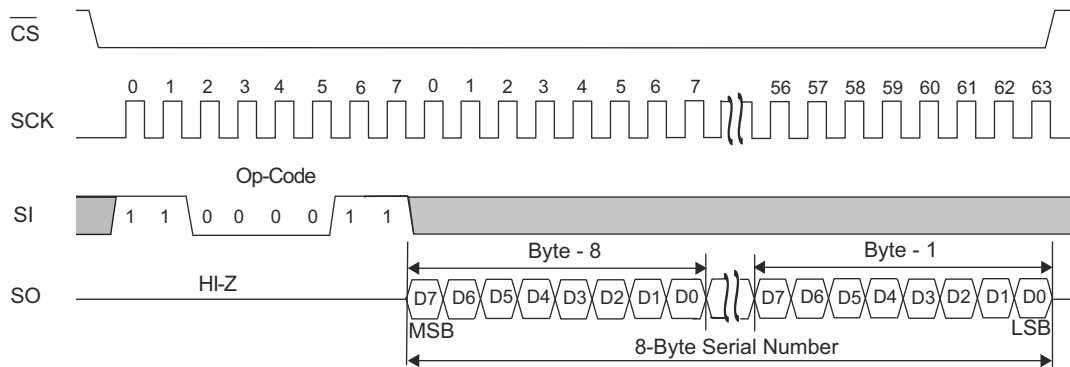 CS
0 1 2 3 4 5 6 7 0 1 2 3 4 5 6 7 56 57 58 59 60 61 62 63
SCK
Op-Code
SI 1 1 0 0 0 0 1 1
Byte - 8 Byte - 1
SO HI-Z D7 D6 D5 D4 D3 D2 D1 D0 D7 D6 D5 D4 D3 D2 D1 D0
MSB LSB
8-Byte Serial Number